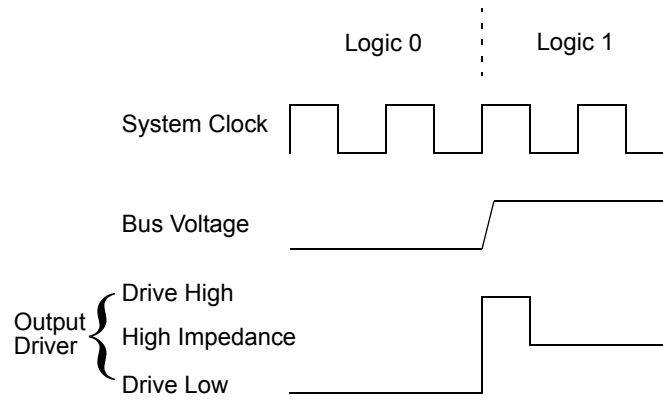 Logic 0
Logic 1
System Clock
Bus Voltage
Drive High
Output
Driver
High Impedance
Drive Low